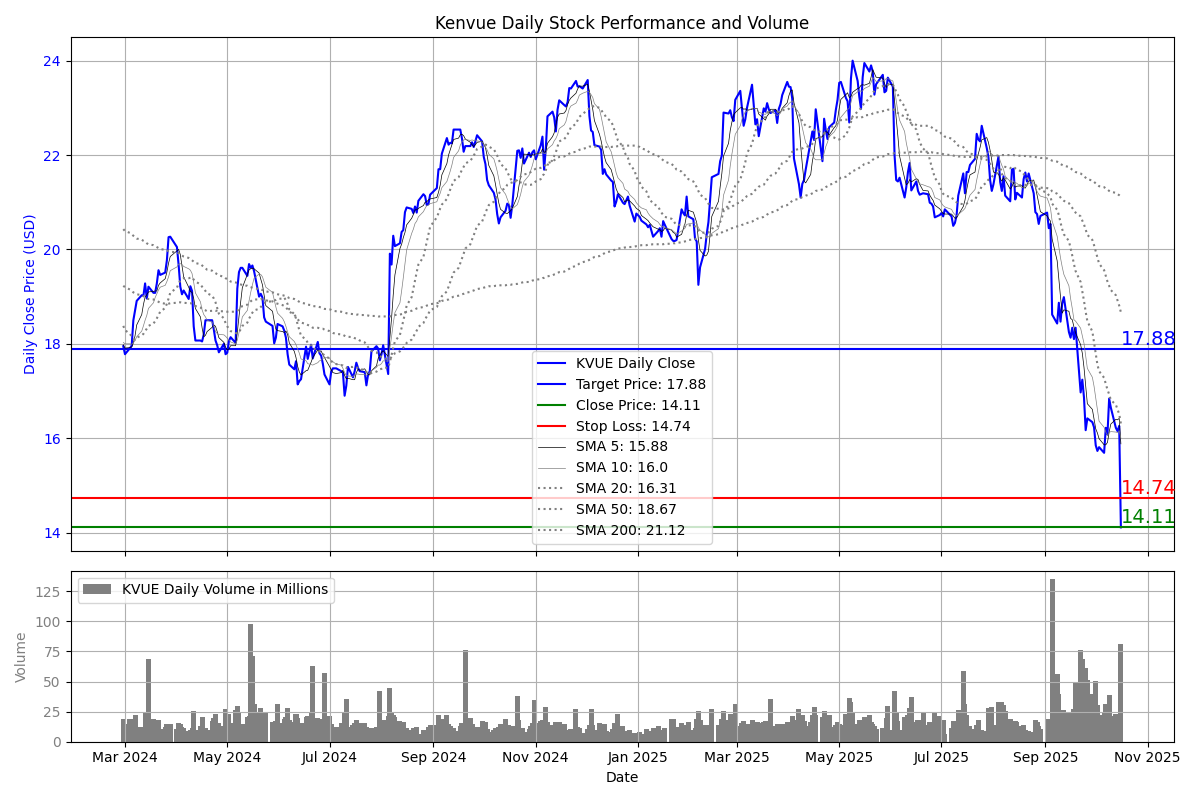 Kenvue Daily Stock Performance and Volume
Daily Close Price (USD)
24
22
20
18
16
14
17.88
14.74
14.11
KVUE Daily Close
Target Price: 17.88
Close Price: 14.11
Stop Loss: 14.74
SMA 5: 15.88
SMA 10: 16.0
SMA 20: 16.31
SMA 50: 18.67
SMA 200: 21.12
Volume
125
100
75
50
25
0
KVUE Daily Volume in Millions
Mar 2024 May 2024 Jul 2024 Sep 2024 Nov 2024 Jan 2025 Mar 2025 May 2025 Jul 2025 Sep 2025 Nov 2025
Date